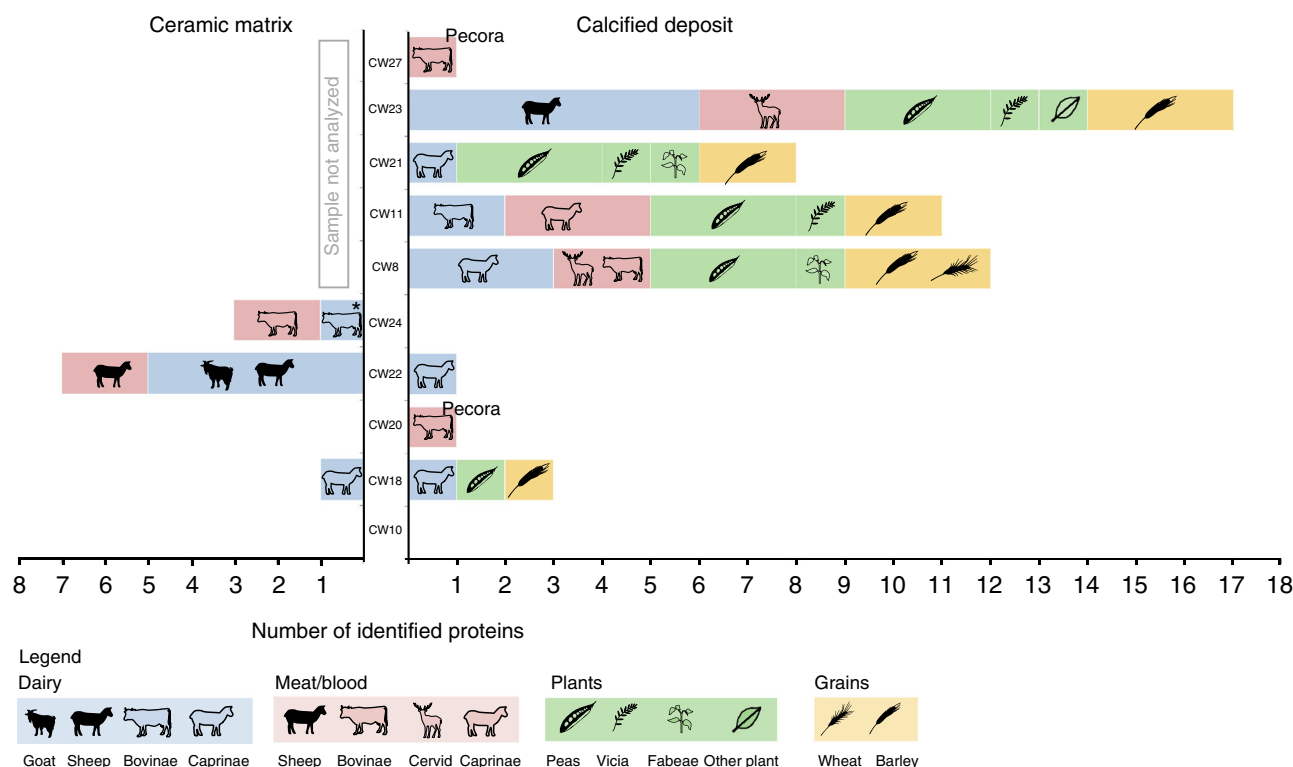 Ceramic matrix
Calcified deposit
Sample not analyzed
Pecora
CW27
CW23
CW21
CW11
CW8
*
CW24
CW22
Pecora
CW20
CW18
CW10
8 7 6 5 4 3 2 1
1 2 3 4 5 6 7 8 9 10 11 12 13 14 15 16 17 18
Number of identified proteins
Legend
Dairy
Goat Sheep Bovinae Caprinae
Meat/blood
Sheep Bovinae Cervid Caprinae
Plants
Peas Vicia Fabeae Other plant
Grains
Wheat Barley